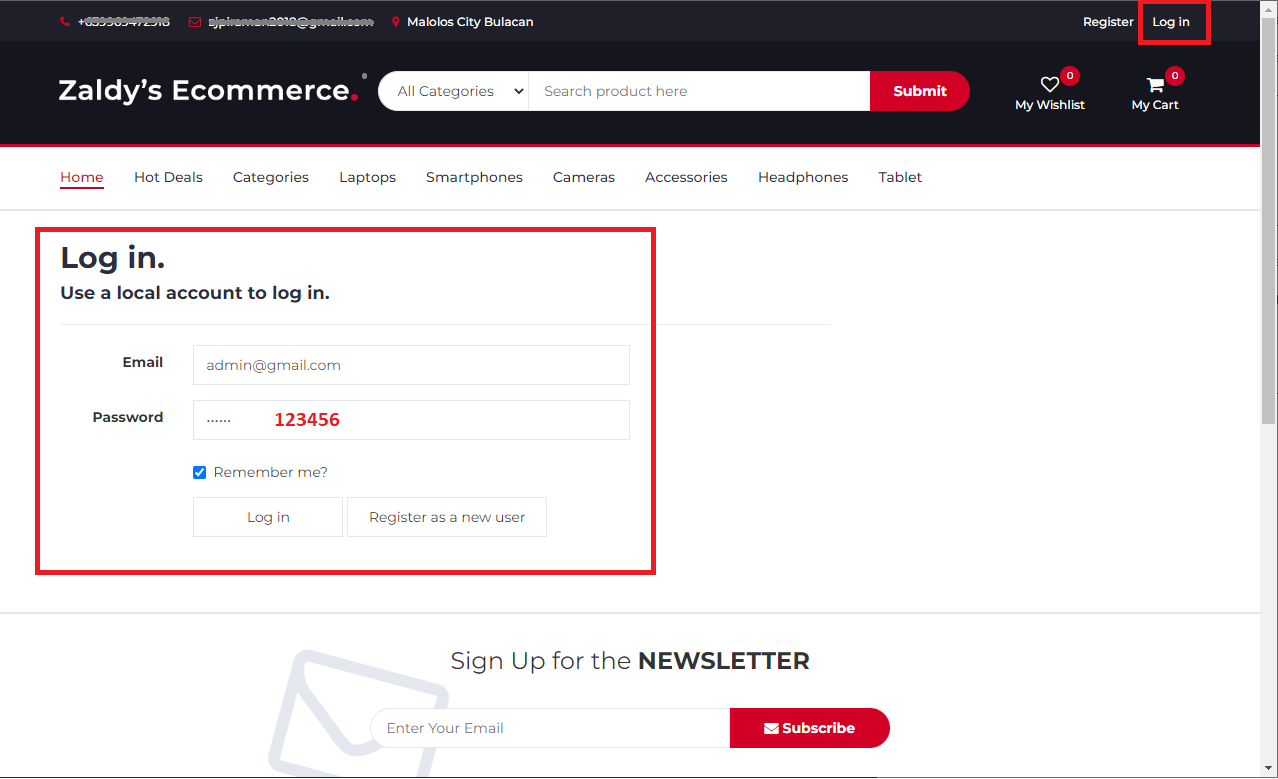 Malolos City Bulacan
Register
Log in
Zaldy's Ecommerce.
All Categories
Search product here
Submit
0
My Wishlist
0
My Cart
Home
Hot Deals
Categories
Laptops
Smartphones
Cameras
Accessories
Headphones
Tablet
Log in.
Use a local account to log in.
Email
admin@gmail.com
Password
······
123456
Remember me?
Log in
Register as a new user
Sign Up for the NEWSLETTER
Enter Your Email
Subscribe